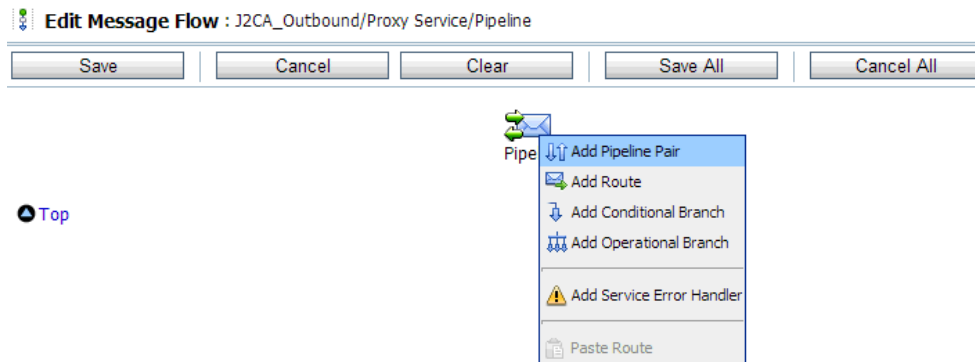 Edit Message Flow : J2CA_Outbound/Proxy Service/Pipeline
Save Cancel Clear Save All Cancel All
Pipe
Add Pipeline Pair
Add Route
Top
Add Conditional Branch
Add Operational Branch
Add Service Error Handler
Paste Route